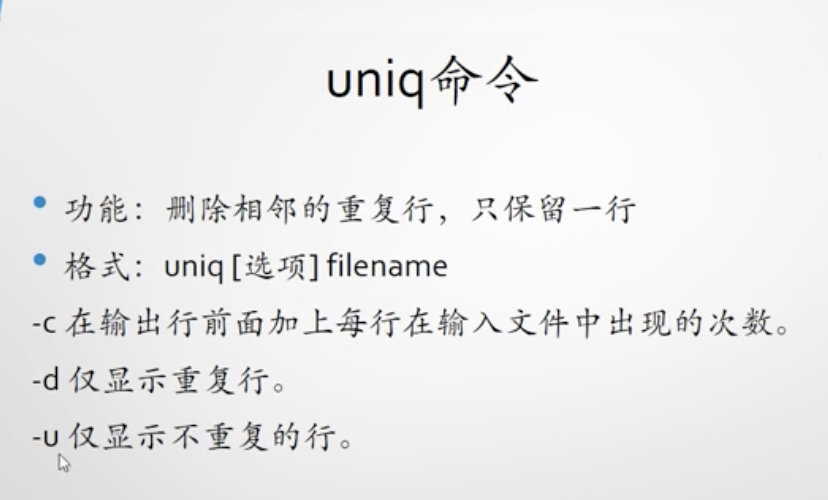 uniq命令
• 功能：删除相邻的重复行，只保留一行
• 格式：uniq [选项] filename
-c 在输出行前面加上每行在输入文件中出现的次数。
-d 仅显示重复行。
-u 仅显示不重复的行。